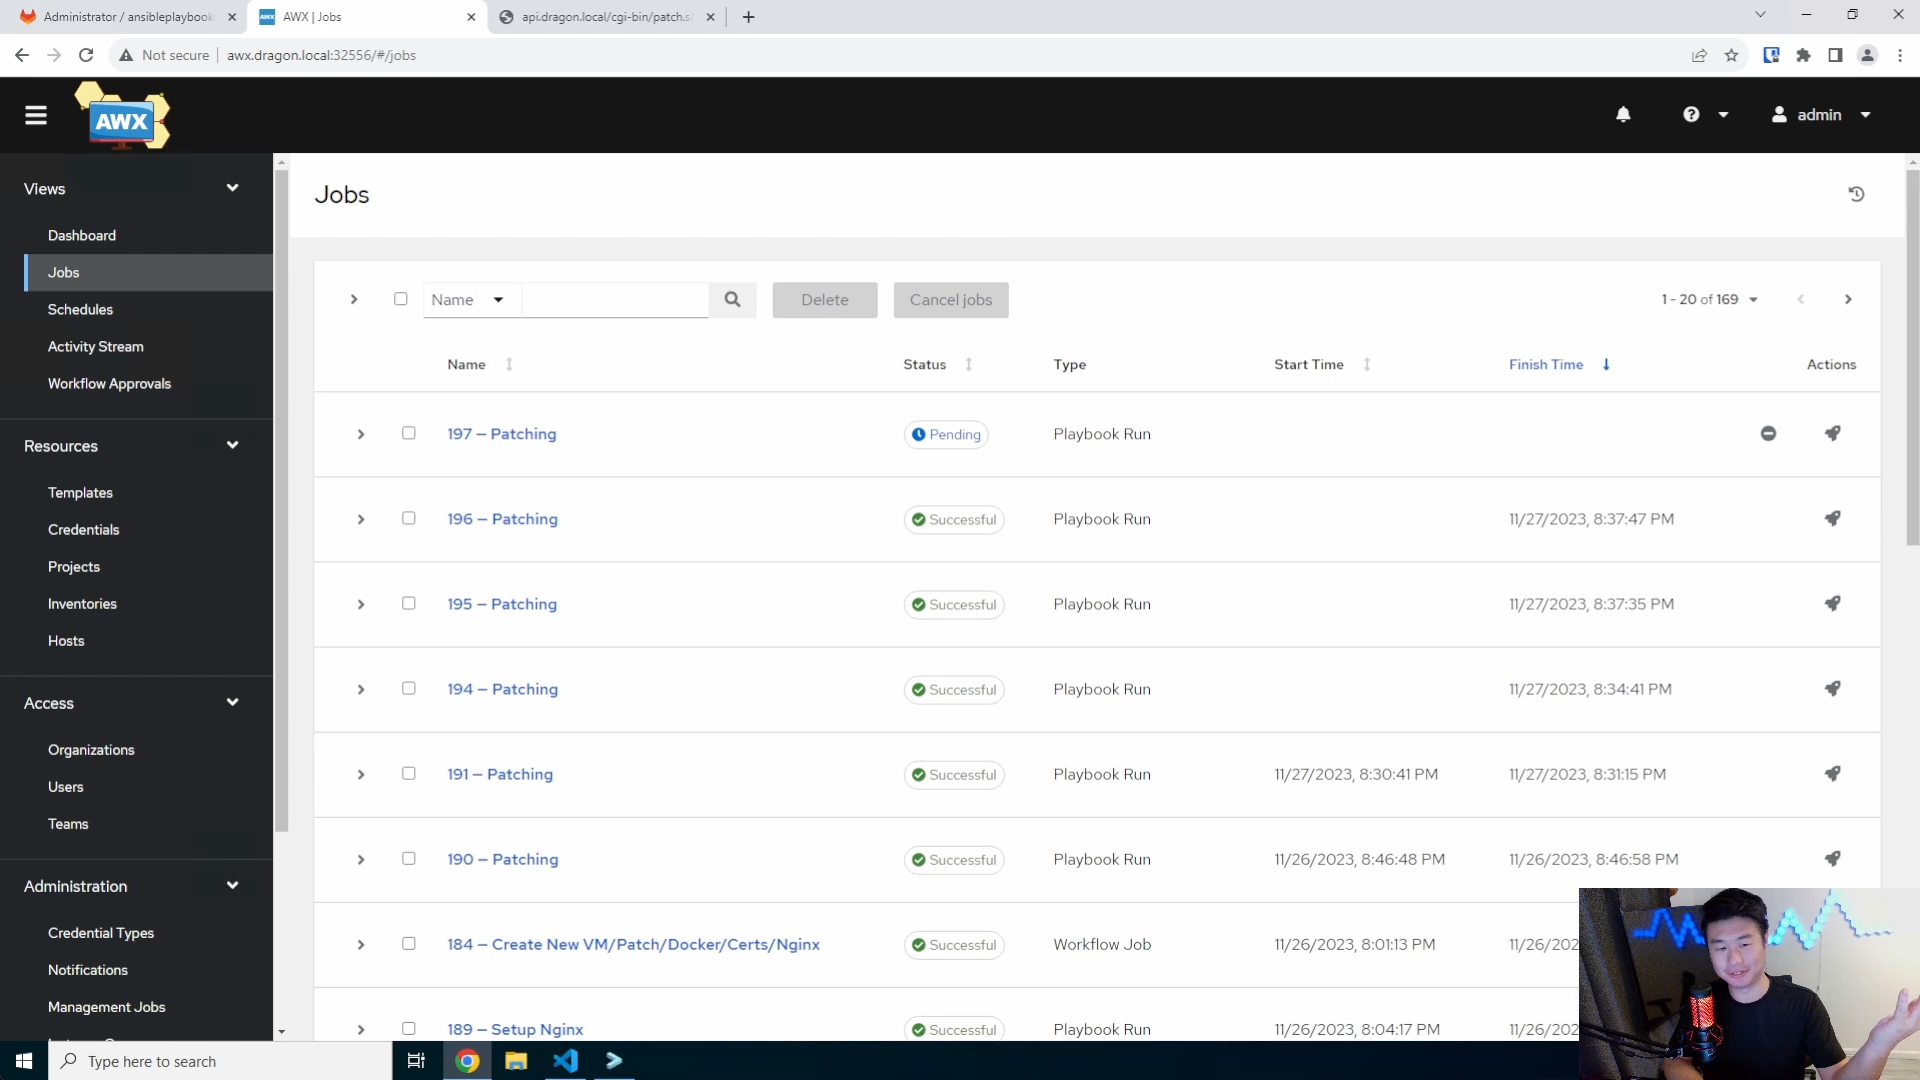 Administrator / ansibleplaybook
AWX | Jobs
api.dragon.local/cgi-bin/patch.s
Not secure
awx.dragon.local:32556/#/jobs
AWX
admin
Views
Dashboard
Jobs
Schedules
Activity Stream
Workflow Approvals
Resources
Templates
Credentials
Projects
Inventories
Hosts
Access
Organizations
Users
Teams
Administration
Credential Types
Notifications
Management Jobs
Jobs
Name
Delete
Cancel jobs
1 - 20 of 169
Name Status Type Start Time Finish Time Actions
197 — Patching Pending Playbook Run
196 — Patching Successful Playbook Run 11/27/2023, 8:37:47 PM
195 — Patching Successful Playbook Run 11/27/2023, 8:37:35 PM
194 — Patching Successful Playbook Run 11/27/2023, 8:34:41 PM
191 — Patching Successful Playbook Run 11/27/2023, 8:30:41 PM 11/27/2023, 8:31:15 PM
190 — Patching Successful Playbook Run 11/26/2023, 8:46:48 PM 11/26/2023, 8:46:58 PM
184 — Create New VM/Patch/Docker/Certs/Nginx Successful Workflow Job 11/26/2023, 8:01:13 PM 11/26/202
189 — Setup Nginx Successful Playbook Run 11/26/2023, 8:04:17 PM 11/26/202
Type here to search